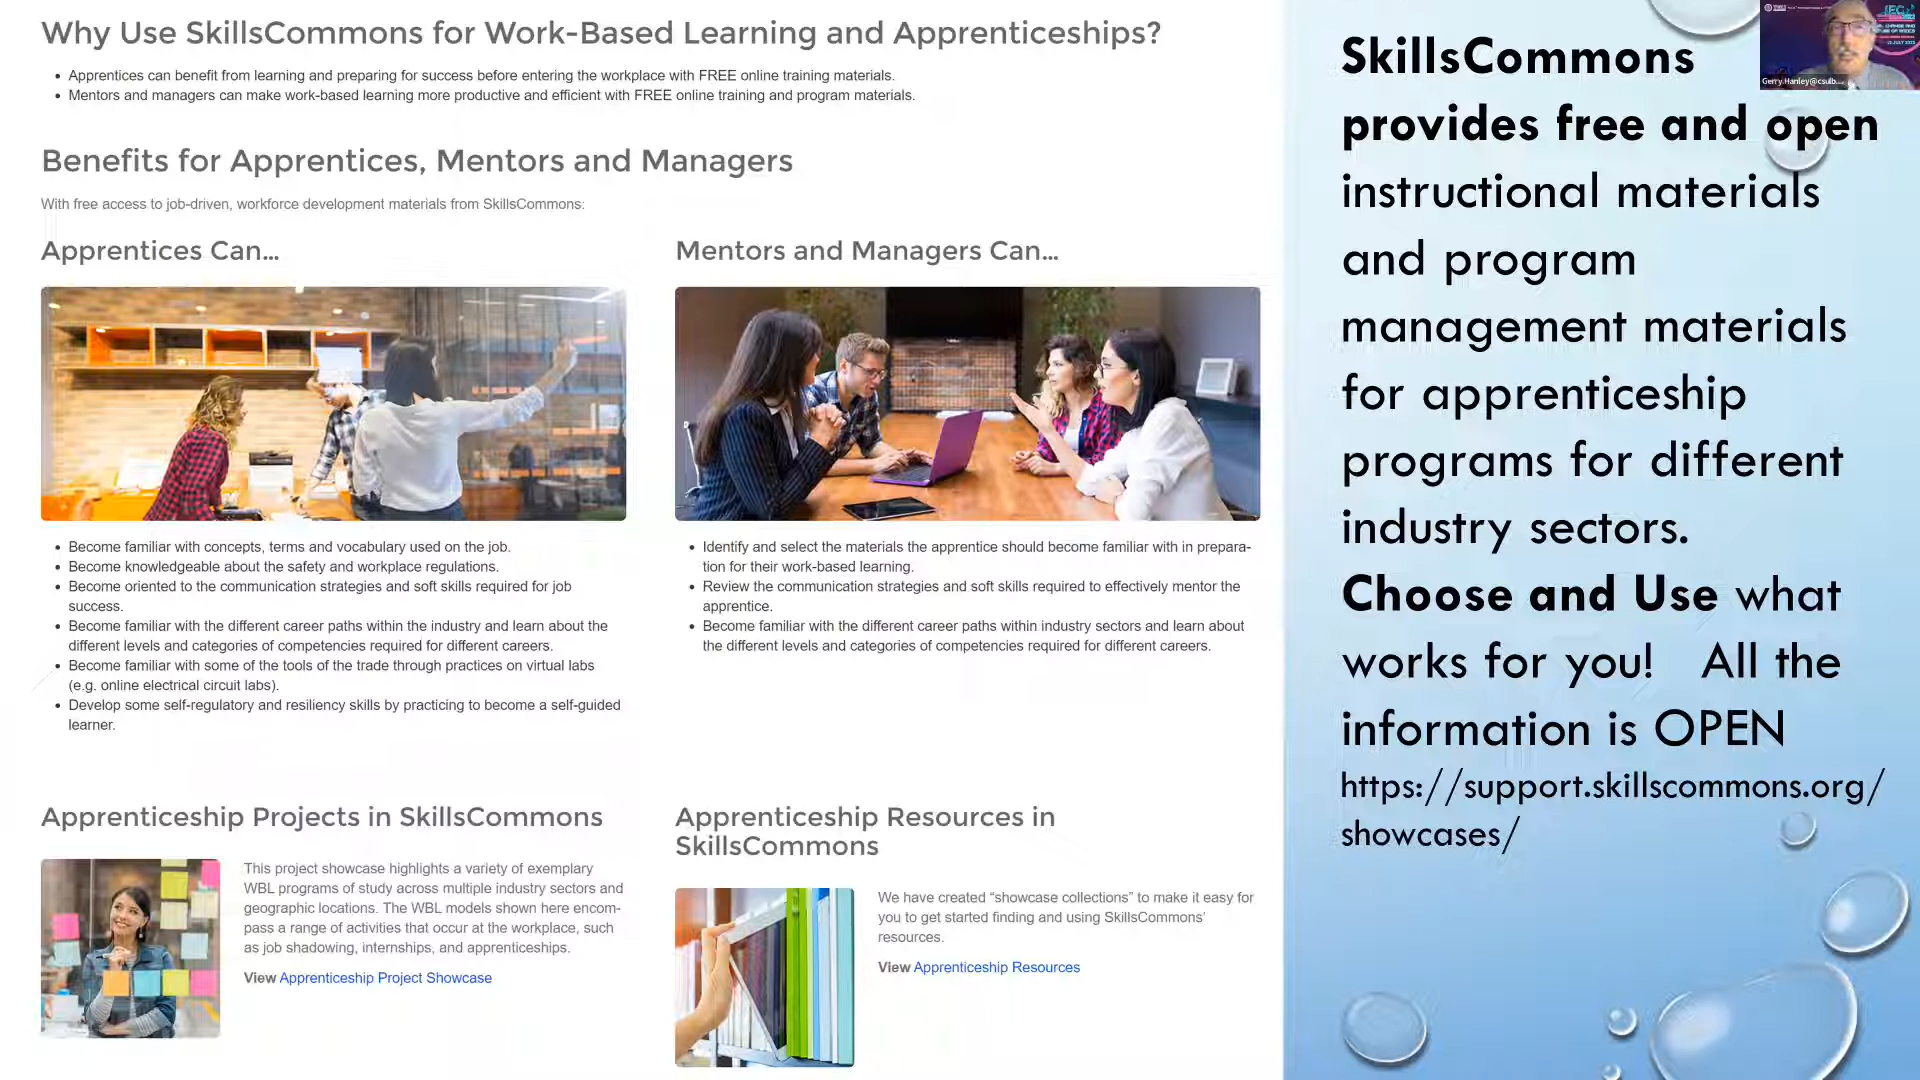 Why Use SkillsCommons for Work-Based Learning and Apprenticeships?
• Apprentices can benefit from learning and preparing for success before entering the workplace with FREE online training materials.
• Mentors and managers can make work-based learning more productive and efficient with FREE online training and program materials.
Benefits for Apprentices, Mentors and Managers
With free access to job-driven, workforce development materials from SkillsCommons:
Apprentices Can...
• Become familiar with concepts, terms and vocabulary used on the job.
• Become knowledgeable about the safety and workplace regulations.
• Become oriented to the communication strategies and soft skills required for job
success.
• Become familiar with the different career paths within the industry and learn about the
different levels and categories of competencies required for different careers.
• Become familiar with some of the tools of the trade through practices on virtual labs
(e.g. online electrical circuit labs).
• Develop some self-regulatory and resiliency skills by practicing to become a self-guided
learner.
Mentors and Managers Can...
• Identify and select the materials the apprentice should become familiar with in prepara-
tion for their work-based learning.
• Review the communication strategies and soft skills required to effectively mentor the
apprentice.
• Become familiar with the different career paths within industry sectors and learn about
the different levels and categories of competencies required for different careers.
Apprenticeship Projects in SkillsCommons
This project showcase highlights a variety of exemplary
WBL programs of study across multiple industry sectors and
geographic locations. The WBL models shown here encom-
pass a range of activities that occur at the workplace, such
as job shadowing, internships, and apprenticeships.
View Apprenticeship Project Showcase
Apprenticeship Resources in
SkillsCommons
We have created “showcase collections” to make it easy for
you to get started finding and using SkillsCommons’
resources.
View Apprenticeship Resources
SkillsCommons
provides free and open
instructional materials
and program
management materials
for apprenticeship
programs for different
industry sectors.
Choose and Use what
works for you! All the
information is OPEN
https://support.skillscommons.org/
showcases/
Gerry.Hanley@csulb...